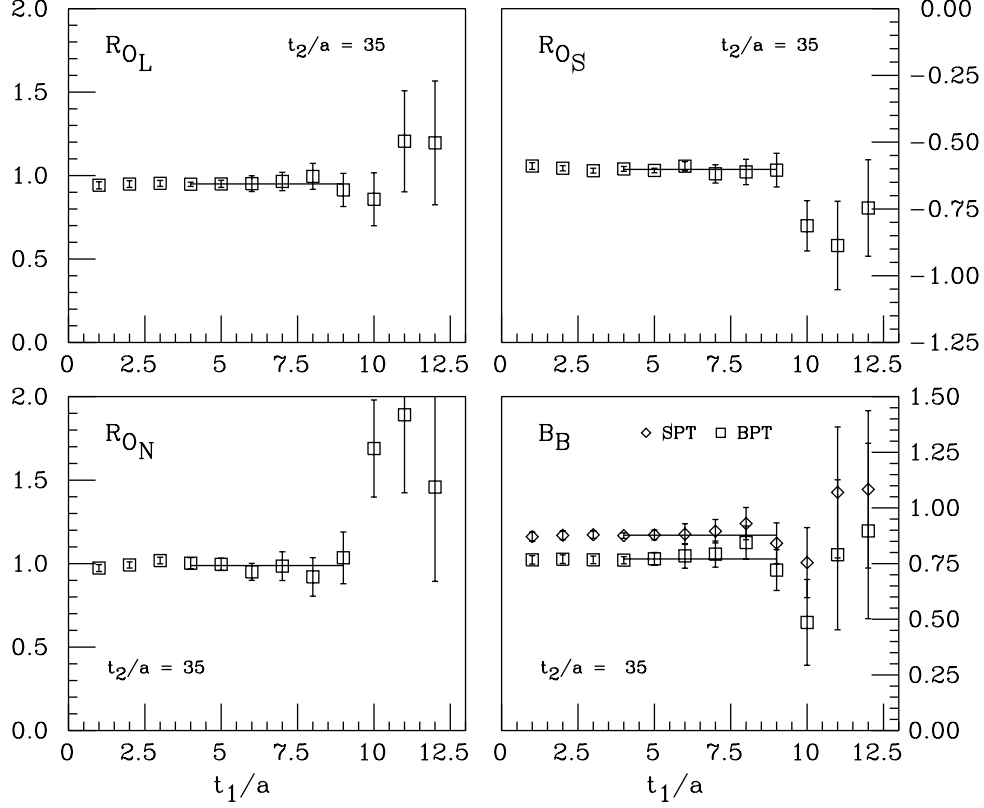 2.0
R_{O_L} t_2/a = 35
1.5
1.0
0.5
0.0
0 2.5 5 7.5 10 12.5
0.00
R_{O_S} t_2/a = 35
−0.25
−0.50
−0.75
−1.00
−1.25
0 2.5 5 7.5 10 12.5
2.0
R_{O_N}
1.5
1.0
0.5
t_2/a = 35
0.0
0 2.5 5 7.5 10 12.5
t_1/a
1.50
B_B ◇ SPT □ BPT
1.25
1.00
0.75
0.50
t_2/a = 35
0.25
0.00
0 2.5 5 7.5 10 12.5
t_1/a